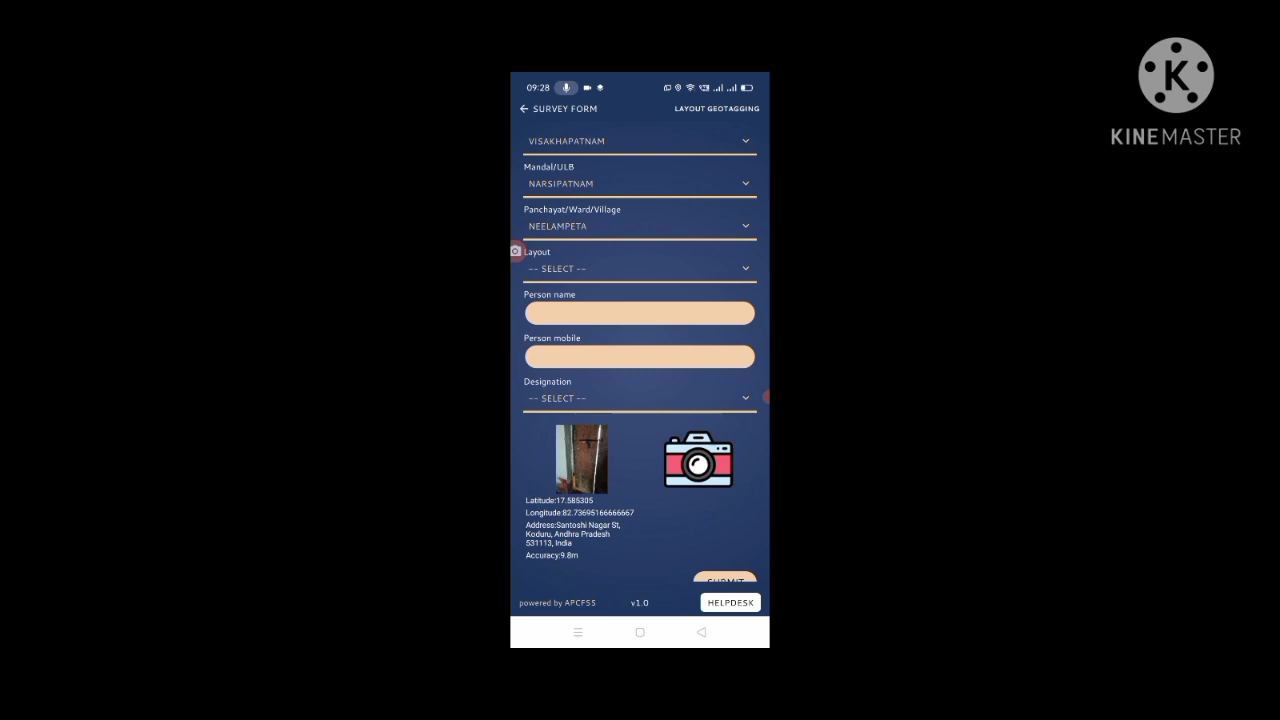 09:28
SURVEY FORM
LAYOUT GEOTAGGING
VISAKHAPATNAM
Mandal/ULB
NARSIPATNAM
Panchayat/Ward/Village
NEELAMPETA
Layout
-- SELECT --
Person name
Person mobile
Designation
-- SELECT --
Latitude:17.585305
Longitude:82.73695166666667
Address:Santoshi Nagar St,
Koduru, Andhra Pradesh
531113, India
Accuracy:9.8m
SUBMIT
powered by APCFSS
v1.0
HELPDESK
K
KINEMASTER